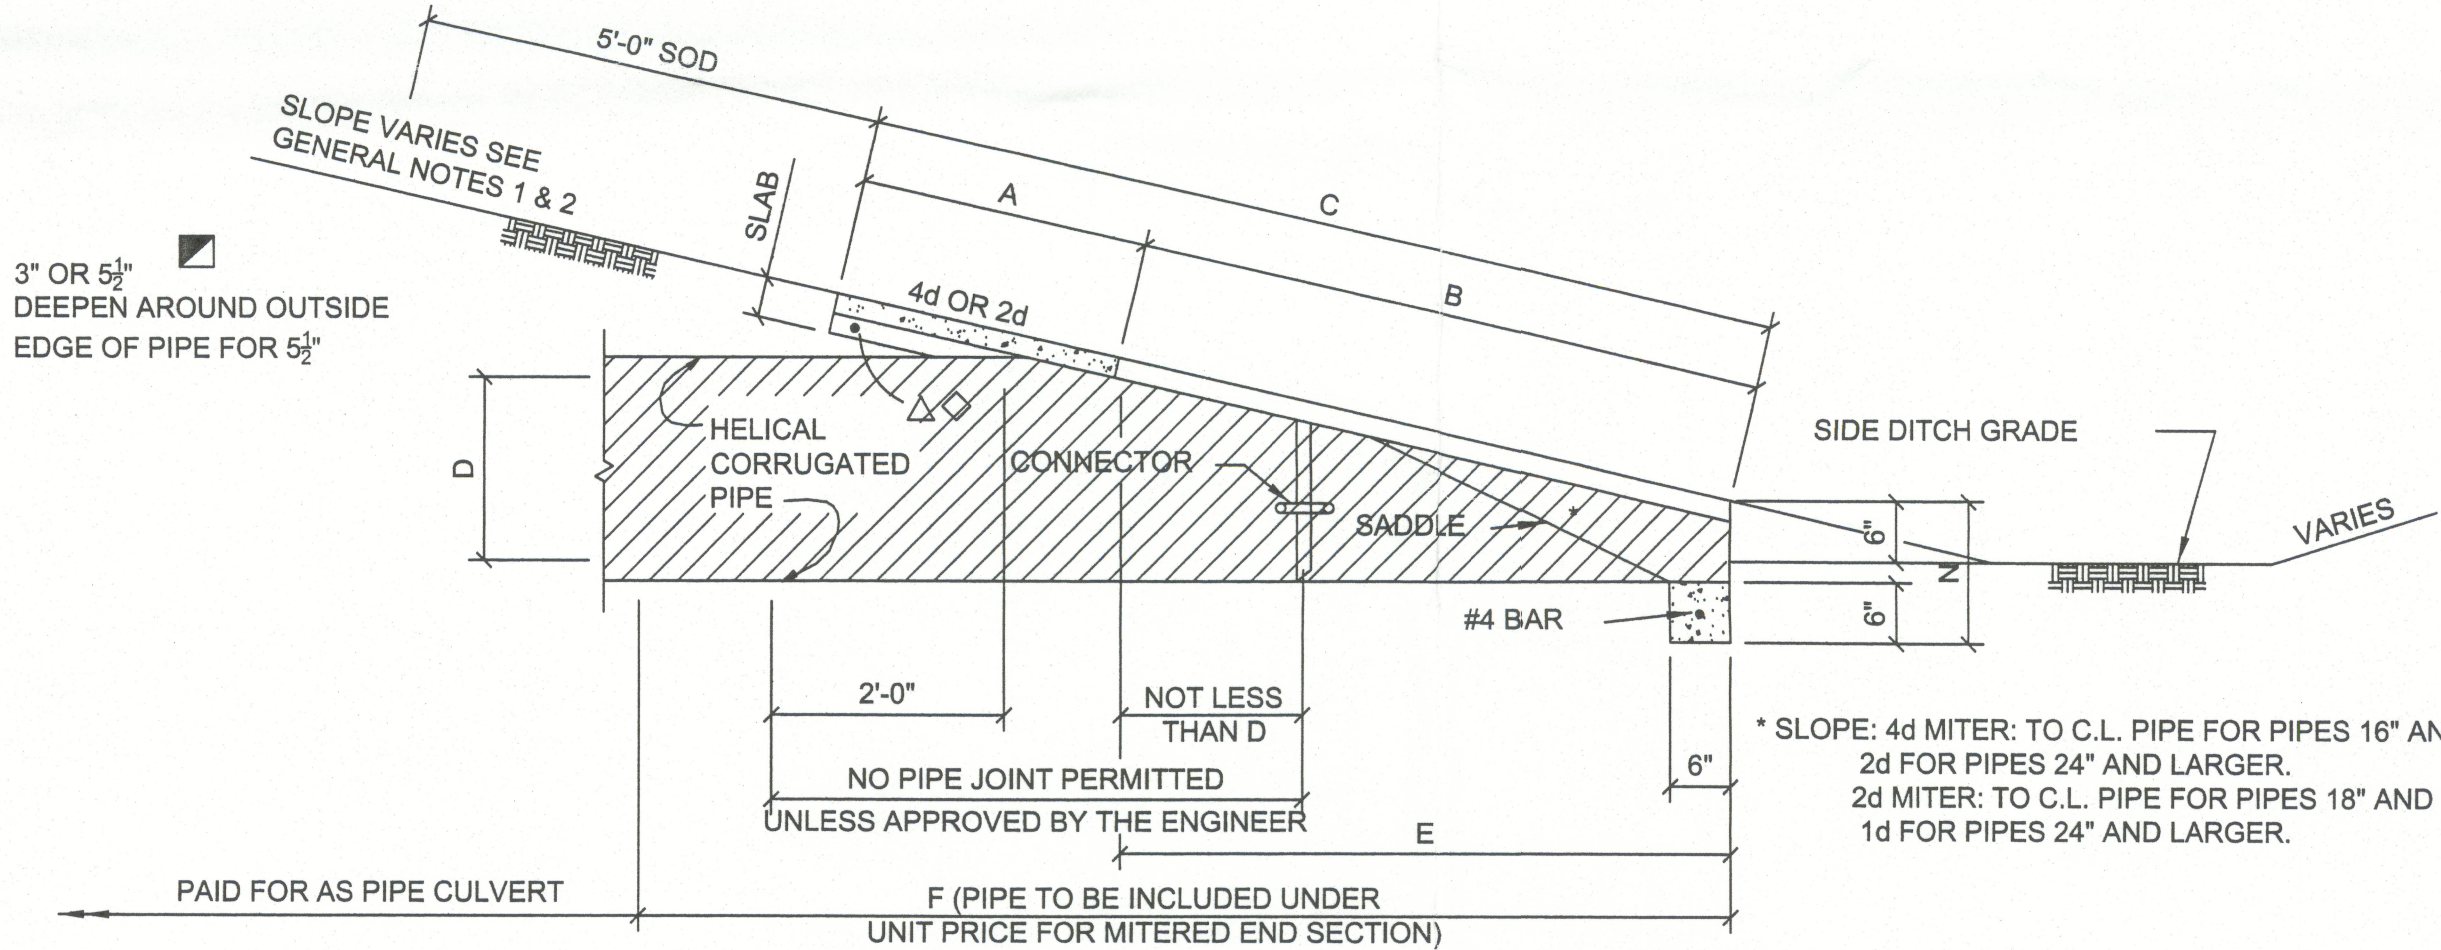 5'-0" SOD
SLOPE VARIES SEE
GENERAL NOTES 1 & 2
SLAB
A
C
B
4d OR 2d
3" OR 5½"
DEEPEN AROUND OUTSIDE
EDGE OF PIPE FOR 5½"
D
HELICAL
CORRUGATED
PIPE
CONNECTOR
SADDLE
*
SIDE DITCH GRADE
VARIES
6"
N
6"
#4 BAR
2'-0"
NOT LESS
THAN D
6"
NO PIPE JOINT PERMITTED
UNLESS APPROVED BY THE ENGINEER
E
* SLOPE: 4d MITER: TO C.L. PIPE FOR PIPES 16"
2d FOR PIPES 24" AND LARGER.
2d MITER: TO C.L. PIPE FOR PIPES 18" AND
1d FOR PIPES 24" AND LARGER.
PAID FOR AS PIPE CULVERT
F (PIPE TO BE INCLUDED UNDER
UNIT PRICE FOR MITERED END SECTION)